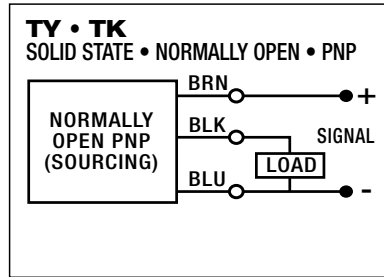 TY • TK
SOLID STATE • NORMALLY OPEN • PNP
BRN
+
NORMALLY
OPEN PNP
(SOURCING)
BLK
SIGNAL
LOAD
BLU
-